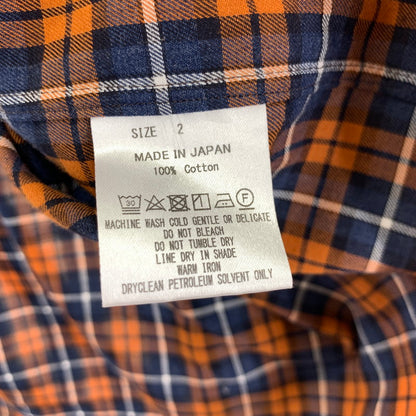 SIZE 2
MADE IN JAPAN
100% Cotton
30 F
MACHINE WASH COLD GENTLE OR DELICATE
DO NOT BLEACH
DO NOT TUMBLE DRY
LINE DRY IN SHADE
WARM IRON
DRYCLEAN PETROLEUM SOLVENT ONLY